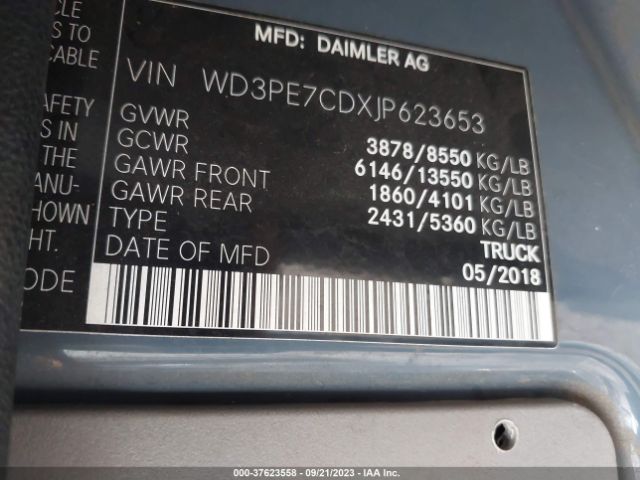 CLE
S TO
CABLE
AFETY
S IN
THE
ANU-
HOWN
HT.
ODE
MFD: DAIMLER AG
VIN WD3PE7CDXJP623653
GVWR 3878/8550 KG/LB
GCWR 6146/13550 KG/LB
GAWR FRONT 1860/4101 KG/LB
GAWR REAR 2431/5360 KG/LB
TYPE TRUCK
DATE OF MFD 05/2018
000-37623558 - 09/21/2023 - IAA Inc.